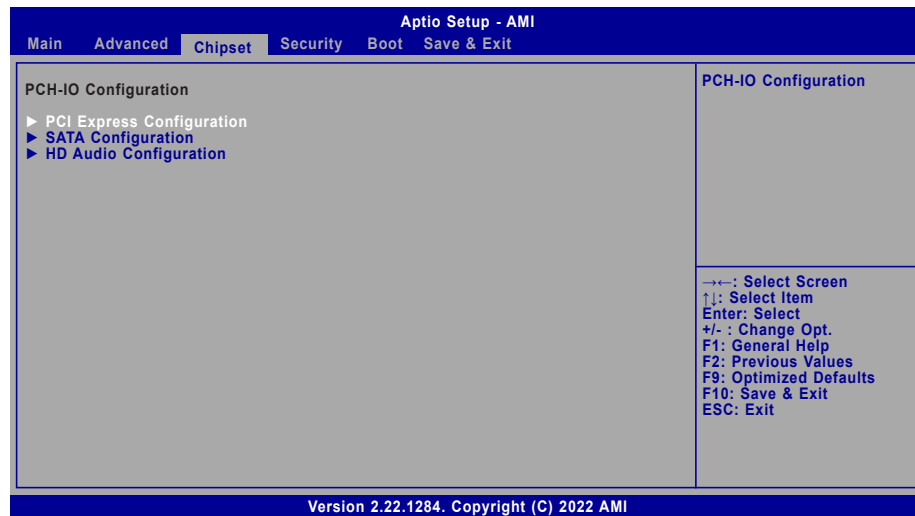 Aptio Setup - AMI
Main Advanced Chipset Security Boot Save & Exit
PCH-IO Configuration
► PCI Express Configuration
► SATA Configuration
► HD Audio Configuration
PCH-IO Configuration
→←: Select Screen
↑↓: Select Item
Enter: Select
+/- : Change Opt.
F1: General Help
F2: Previous Values
F9: Optimized Defaults
F10: Save & Exit
ESC: Exit
Version 2.22.1284. Copyright (C) 2022 AMI